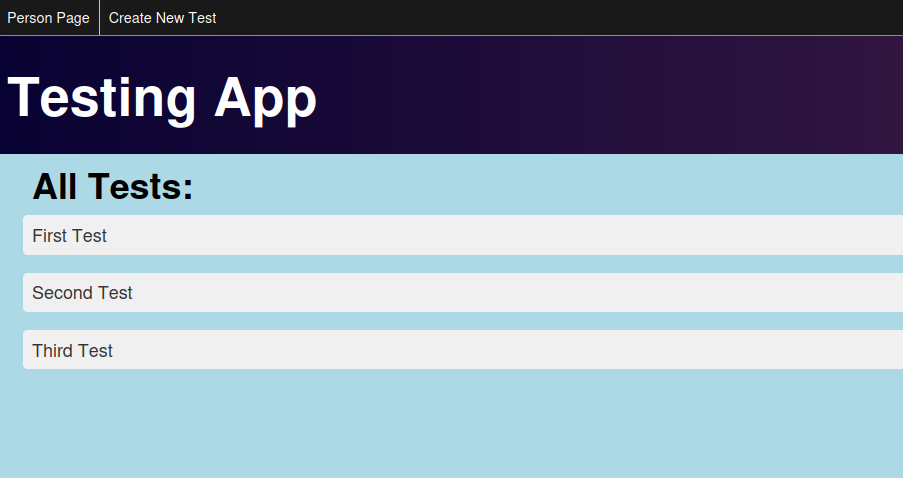 Person Page Create New Test
Testing App
All Tests:
First Test
Second Test
Third Test